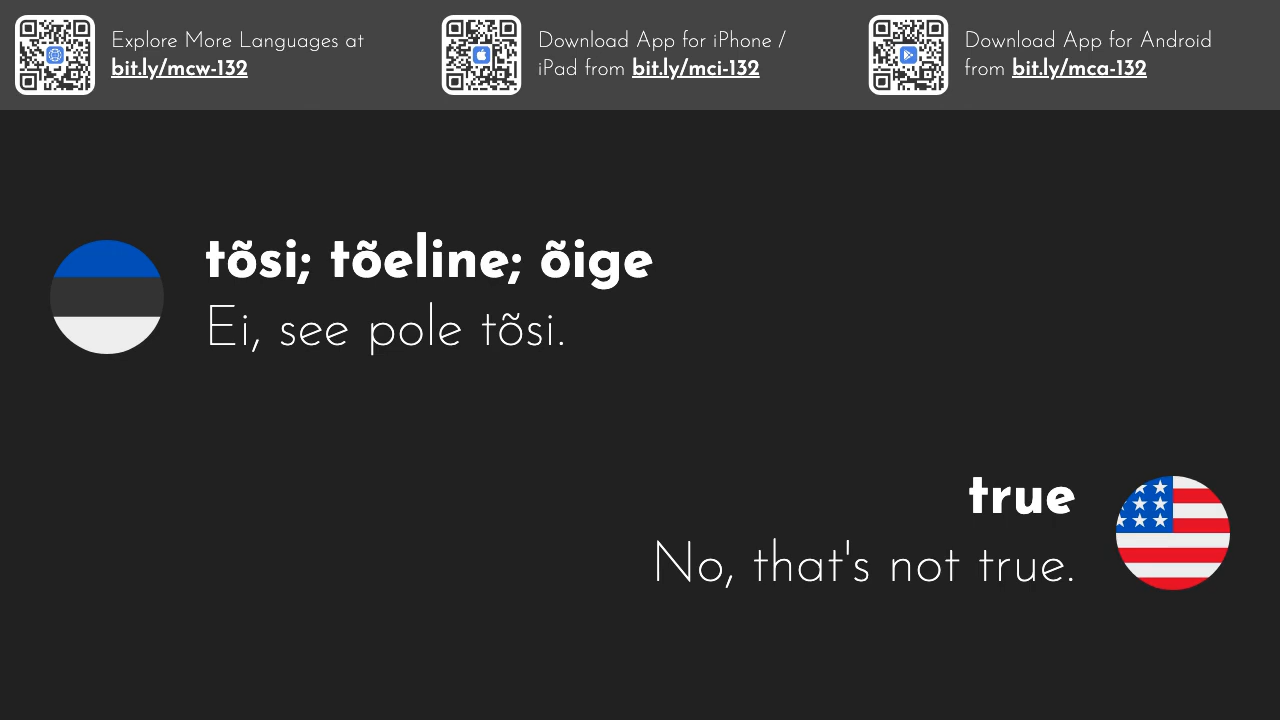 Explore More Languages at
bit.ly/mcw-132
Download App for iPhone /
iPad from bit.ly/mci-132
Download App for Android
from bit.ly/mca-132
tõsi; tõeline; õige
Ei, see pole tõsi.
true
No, that's not true.